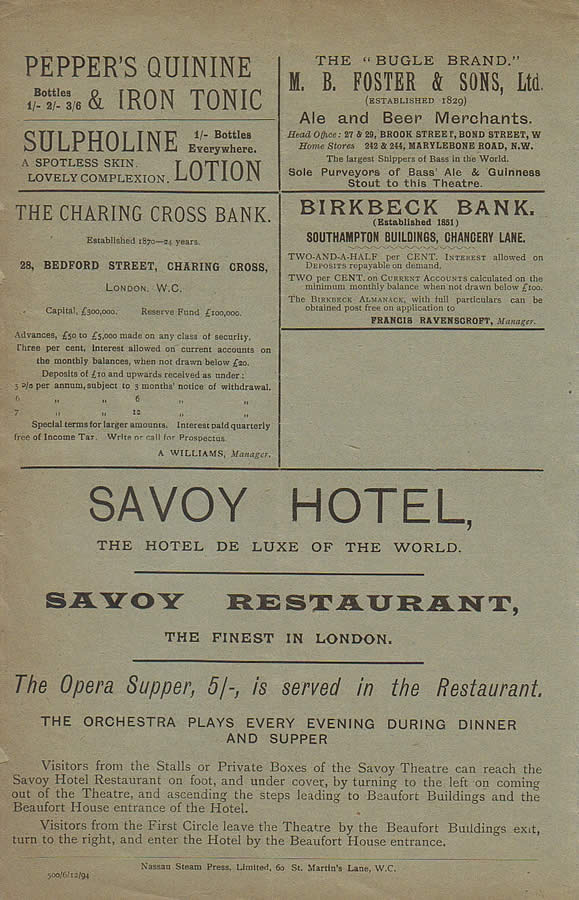 PEPPER'S QUININE
Bottles
1/- 2/- 3/6 & IRON TONIC
SULPHOLINE 1/- Bottles
Everywhere.
A SPOTLESS SKIN.
LOVELY COMPLEXION. LOTION
THE CHARING CROSS BANK.
Established 1870—24 years.
28, BEDFORD STREET, CHARING CROSS,
LONDON, W.C.
Capital, £300,000. Reserve Fund £100,000.
Advances, £50 to £5,000 made on any class of security.
Three per cent. Interest allowed on current accounts on
the monthly balances, when not drawn below £20.
Deposits of £10 and upwards received as under:
5 o/o per annum, subject to 3 months' notice of withdrawal.
6 ,, ,, 6 ,, ,,
7 ,, ,, 12 ,, ,,
Special terms for larger amounts. Interest paid quarterly
free of Income Tax. Write or call for Prospectus.
A WILLIAMS, Manager.
THE "BUGLE BRAND."
M. B. FOSTER & SONS, Ltd.
(ESTABLISHED 1829)
Ale and Beer Merchants.
Head Office: 27 & 29, BROOK STREET, BOND STREET, W
Home Stores 242 & 244, MARYLEBONE ROAD, N.W.
The largest Shippers of Bass in the World.
Sole Purveyors of Bass' Ale & Guinness
Stout to this Theatre.
BIRKBECK BANK.
(Established 1851)
SOUTHAMPTON BUILDINGS, CHANCERY LANE.
TWO-AND-A-HALF per CENT. INTEREST allowed on
DEPOSITS repayable on demand.
TWO per CENT. on CURRENT ACCOUNTS calculated on the
minimum monthly balance when not drawn below £100.
The BIRKBECK ALMANACK, with full particulars can be
obtained post free on application to
FRANCIS RAVENSCROFT, Manager.
SAVOY HOTEL,
THE HOTEL DE LUXE OF THE WORLD.
SAVOY RESTAURANT,
THE FINEST IN LONDON.
The Opera Supper, 5/-, is served in the Restaurant.
THE ORCHESTRA PLAYS EVERY EVENING DURING DINNER
AND SUPPER
Visitors from the Stalls or Private Boxes of the Savoy Theatre can reach the
Savoy Hotel Restaurant on foot, and under cover, by turning to the left on coming
out of the Theatre, and ascending the steps leading to Beaufort Buildings and the
Beaufort House entrance of the Hotel.
Visitors from the First Circle leave the Theatre by the Beaufort Buildings exit,
turn to the right, and enter the Hotel by the Beaufort House entrance.
Nassau Steam Press, Limited, 60 St. Martin's Lane, W.C.
500/6/12/94